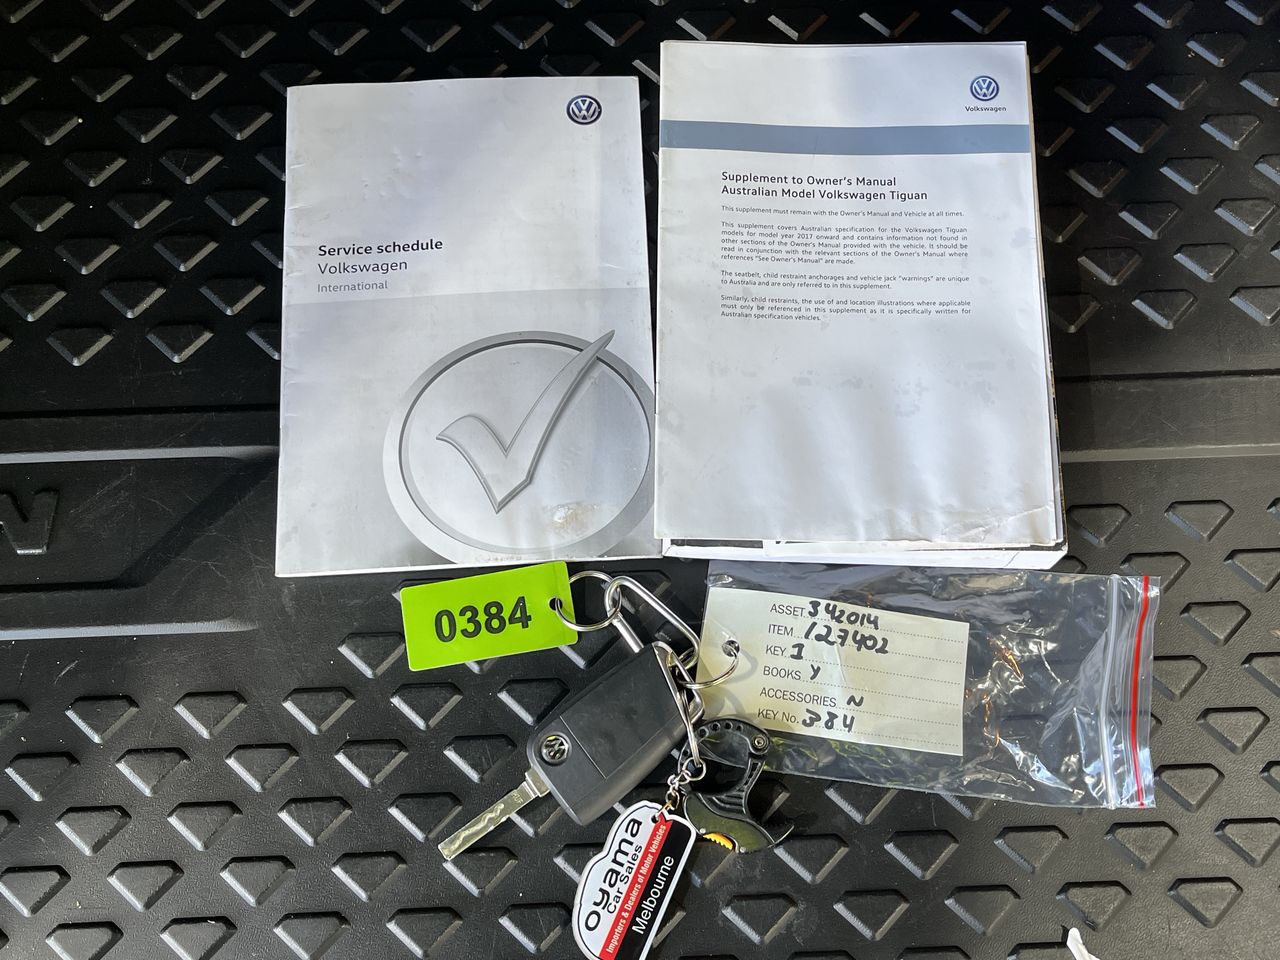 Service schedule
Volkswagen
International
Volkswagen
Supplement to Owner's Manual
Australian Model Volkswagen Tiguan
This supplement must remain with the Owner's Manual and Vehicle at all times.
This supplement covers Australian specification for the Volkswagen Tiguan
models for model year 2017 onward and contains information not found in
other sections of the Owner's Manual provided with the vehicle. It should be
read in conjunction with the relevant sections of the Owner's Manual where
references "See Owner's Manual" are made.
The seatbelt, child restraint anchorages and vehicle jack "warnings" are unique
to Australia and are only referred to in this supplement.
Similarly, child restraints, the use of and location illustrations where applicable
must only be referenced in this supplement as it is specifically written for
Australian specification vehicles.
0384
ASSET 342014
ITEM 127402
KEY 1
BOOKS Y
ACCESSORIES N
KEY No. 384
oyama
Car Sales
Importers & Dealers of Motor Vehicles
Melbourne